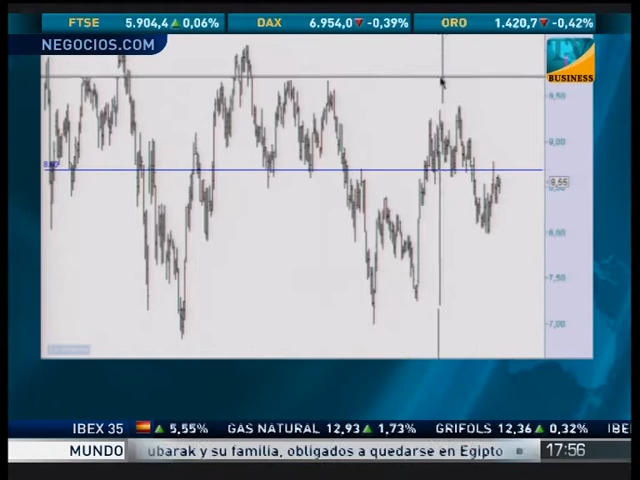 FTSE 5.904,4 0,06% DAX 6.954,0 -0,39% ORO 1.420,7 -0,42%
NEGOCIOS.COM
BUSINESS
9,50
9,00
8,55
8,00
7,50
7,00
IBEX 35 5,55% GAS NATURAL 12,93 1,73% GRIFOLS 12,36 0,32% IBE
MUNDO ubarak y su familia, obligados a quedarse en Egipto 17:56